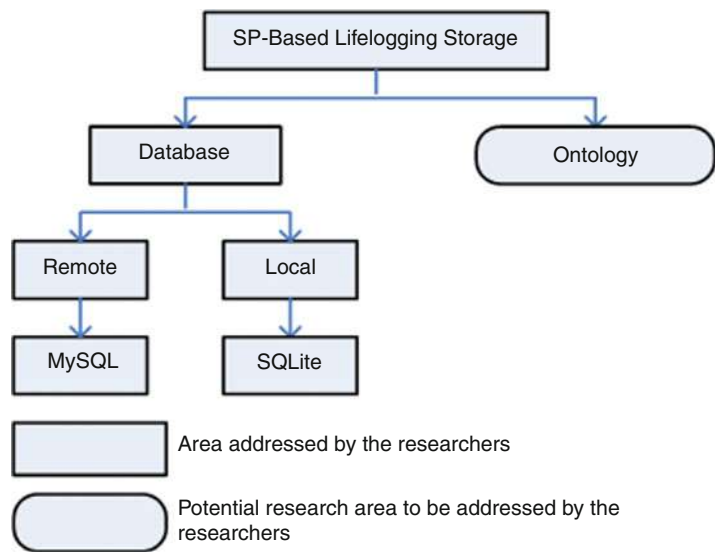 SP-Based Lifelogging Storage
Database
Ontology
Remote
Local
MySQL
SQLite
Area addressed by the researchers
Potential research area to be addressed by the
researchers